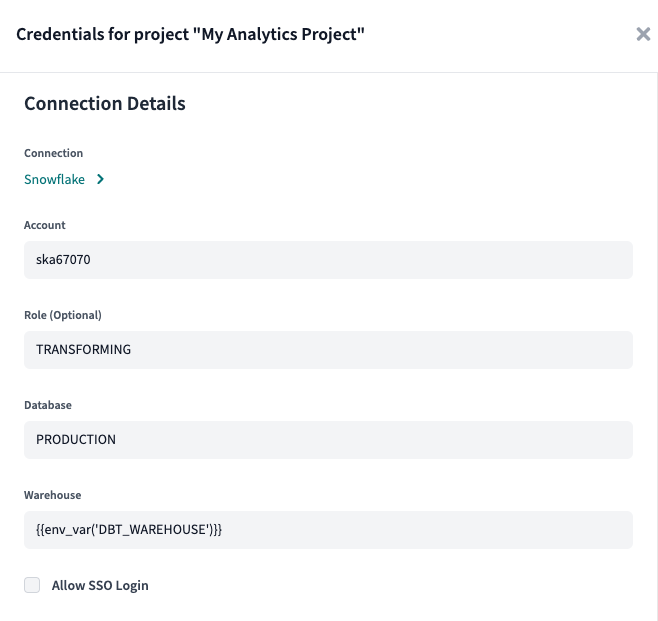 Credentials for project "My Analytics Project"
Connection Details
Connection
Snowflake
Account
ska67070
Role (Optional)
TRANSFORMING
Database
PRODUCTION
Warehouse
{{env_var('DBT_WAREHOUSE')}}
Allow SSO Login